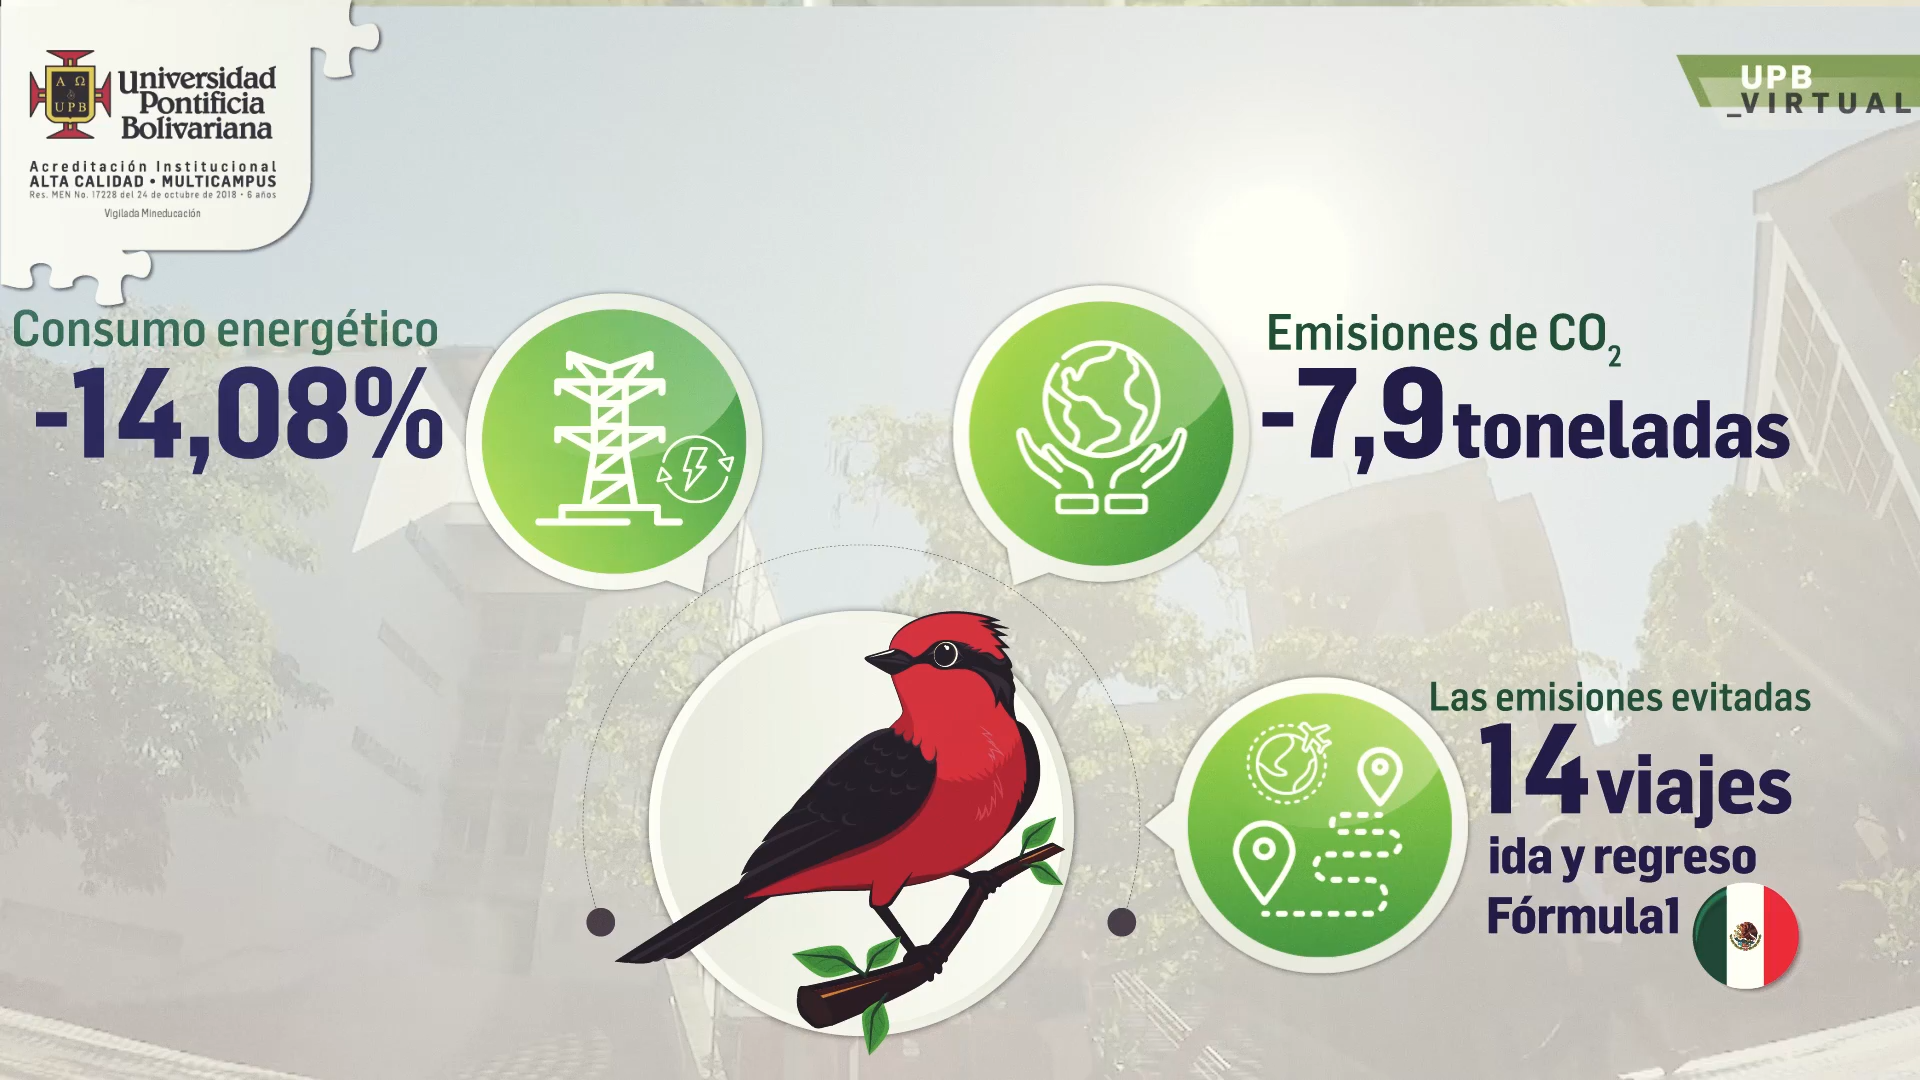 Universidad
Pontificia
Bolivariana
A Ω
UPB
Acreditación Institucional
ALTA CALIDAD • MULTICAMPUS
Res. MEN No. 17228 del 24 de octubre de 2018 - 6 años
Vigilada Mineducación
UPB
_VIRTUAL
Consumo energético
-14,08%
Emisiones de CO₂
-7,9 toneladas
Las emisiones evitadas
14 viajes
ida y regreso
Fórmula1